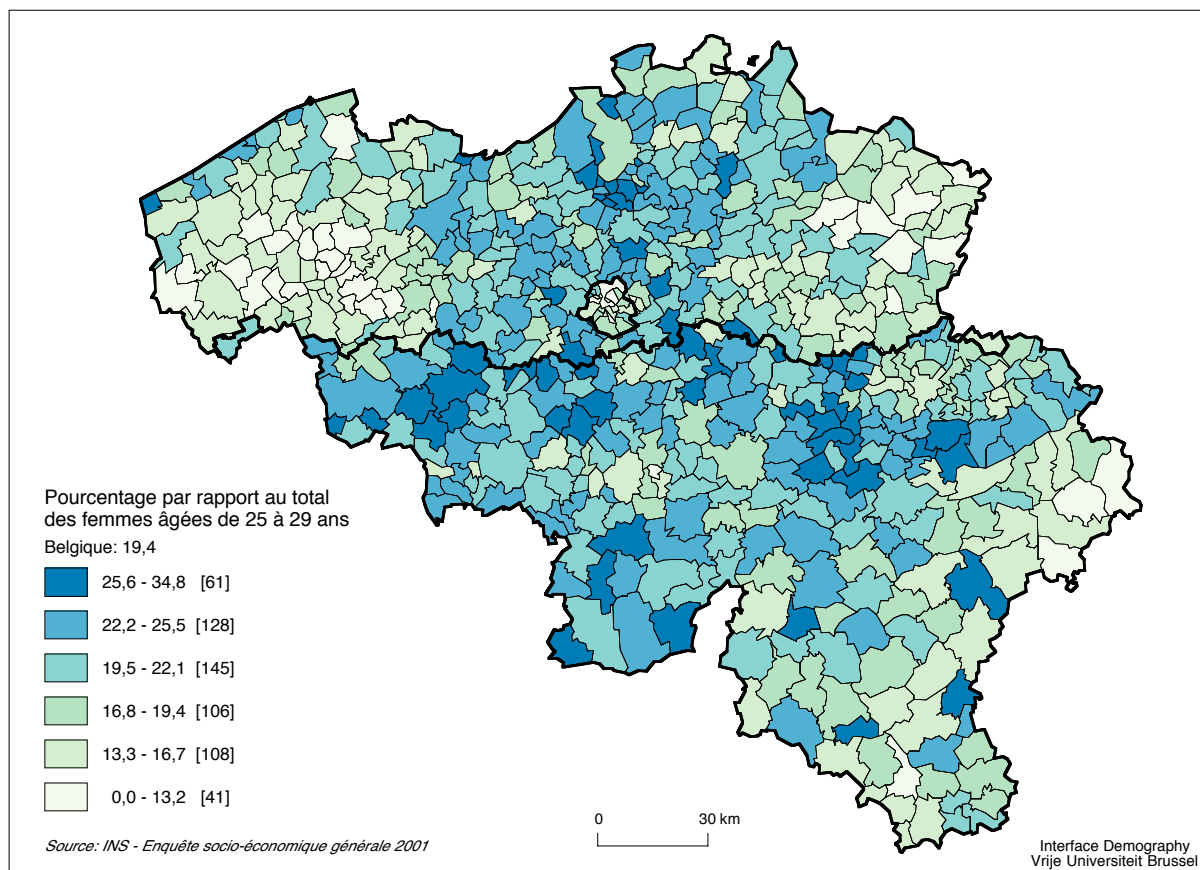 Pourcentage par rapport au total
des femmes âgées de 25 à 29 ans
Belgique: 19,4
25,6 - 34,8 [61]
22,2 - 25,5 [128]
19,5 - 22,1 [145]
16,8 - 19,4 [106]
13,3 - 16,7 [108]
0,0 - 13,2 [41]
0 30 km
Source: INS - Enquête socio-économique générale 2001
Interface Demography
Vrije Universiteit Brussel